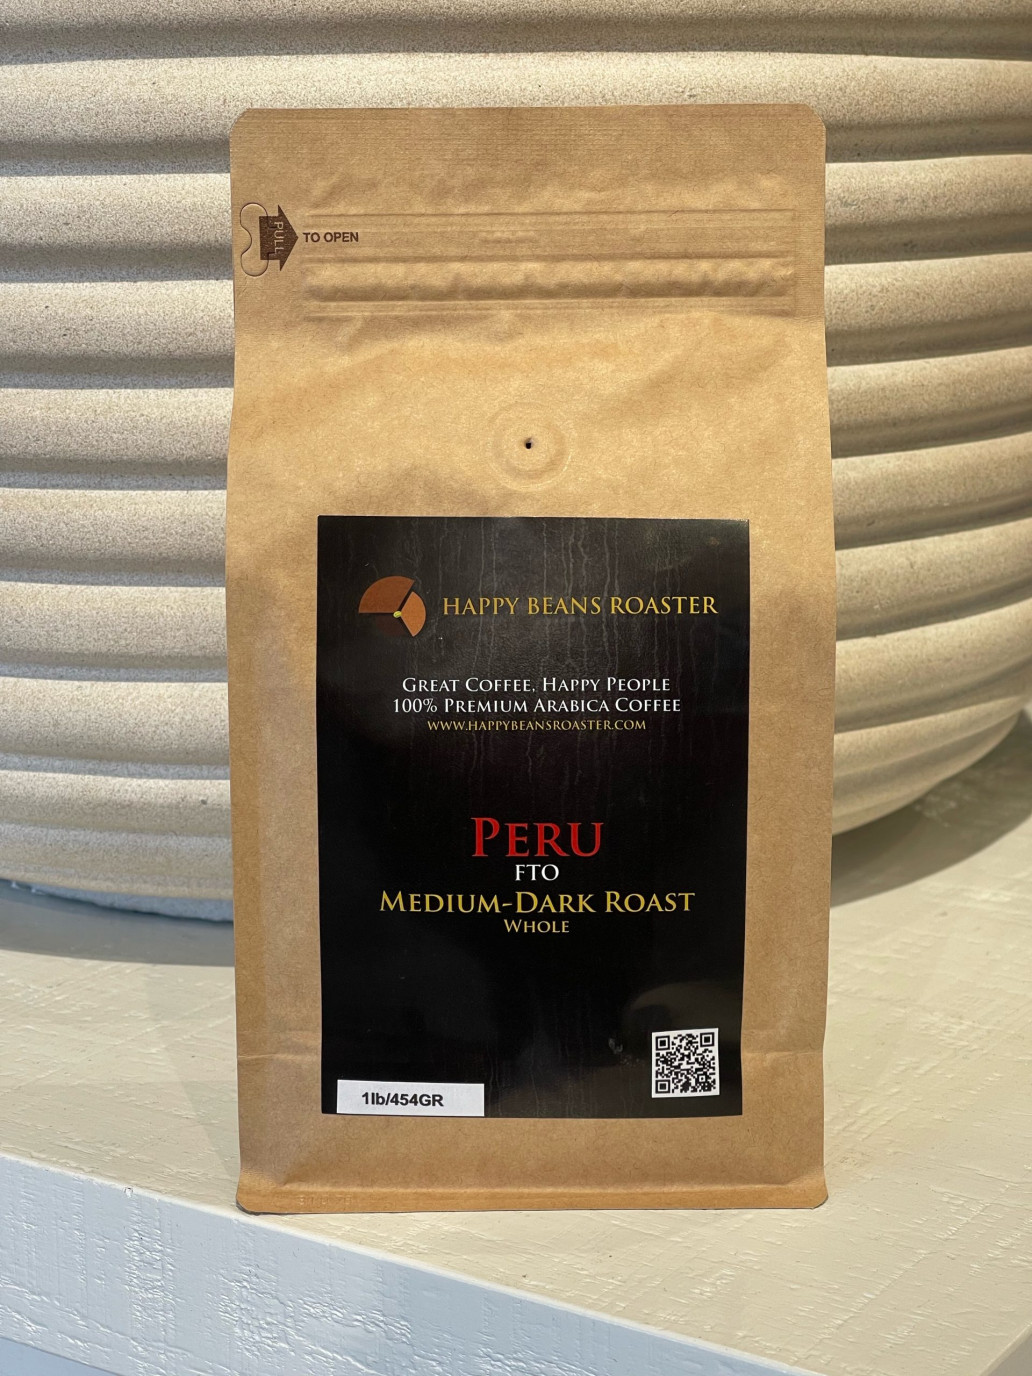 PULL
TO OPEN
HAPPY BEANS ROASTER
GREAT COFFEE, HAPPY PEOPLE
100% PREMIUM ARABICA COFFEE
WWW.HAPPYBEANSROASTER.COM
PERU
FTO
MEDIUM-DARK ROAST
WHOLE
1lb/454GR